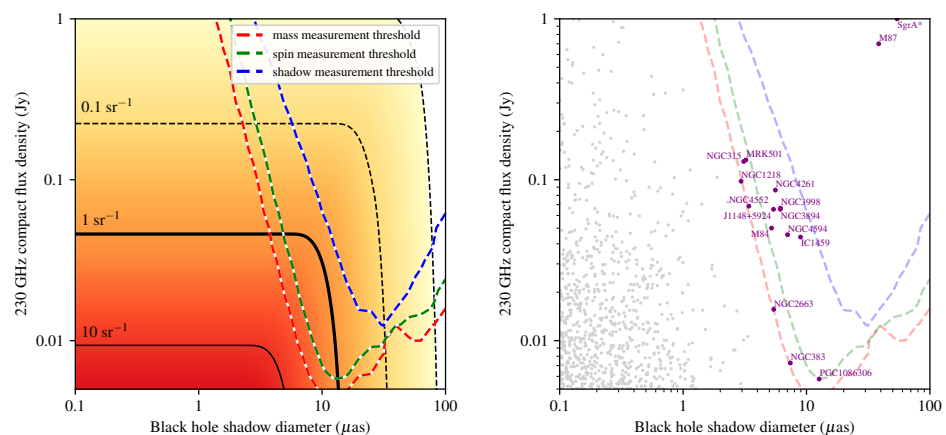 1
0.1
0.01
230 GHz compact flux density (Jy)
mass measurement threshold
spin measurement threshold
shadow measurement threshold
0.1 sr⁻¹
1 sr⁻¹
10 sr⁻¹
0.1
1
10
100
Black hole shadow diameter (μas)
1
0.1
0.01
230 GHz compact flux density (Jy)
SgrA*
M87
NGC315
MRK501
NGC1218
NGC4261
NGC4552
NGC3998
J1148+5924
NGC3894
M84
NGC4594
IC1459
NGC2663
NGC383
PGC1086306
0.1
1
10
100
Black hole shadow diameter (μas)